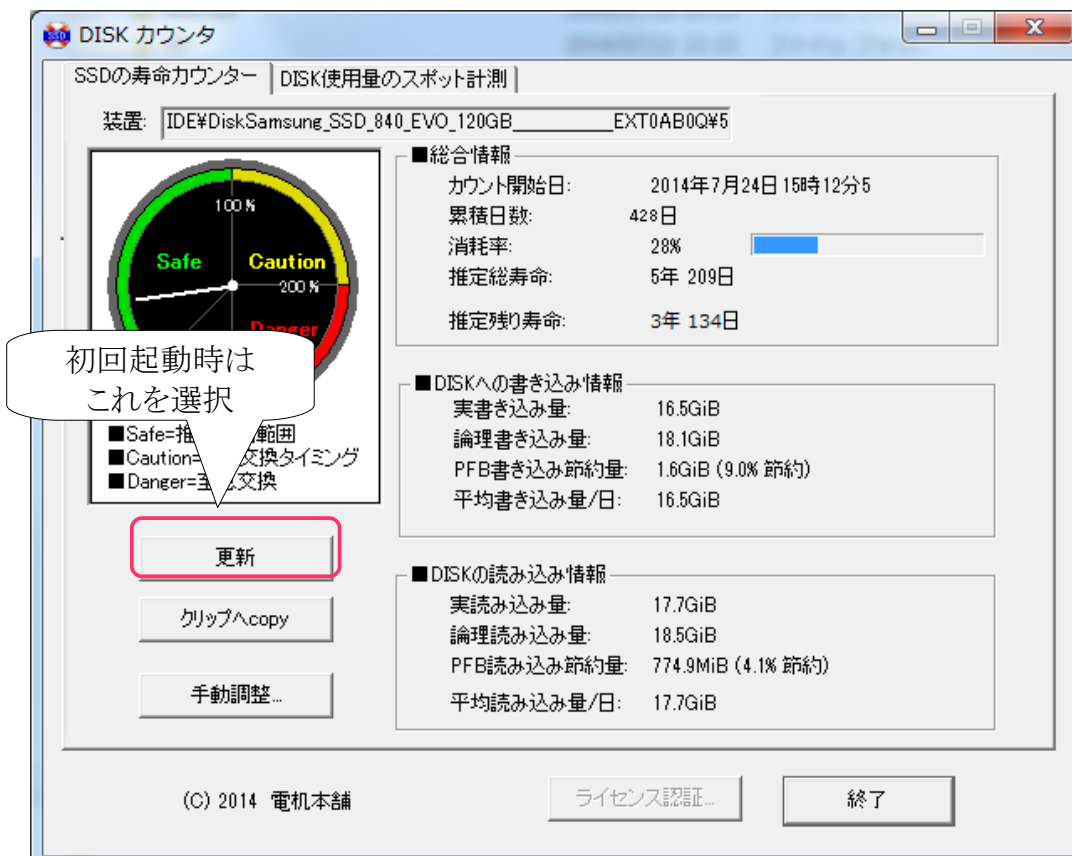 DISK カウンタ
SSDの寿命カウンター
DISK使用量のスポット計測
装置: IDE¥DiskSamsung_SSD_840_EVO_120GB_________EXT0AB0Q¥5
100%
Safe
Caution
200%
Danger
初回起動時は
これを選択
■Safe=推 範囲
■Caution= 交換タイミング
■Danger=至 交換
更新
クリップへcopy
手動調整...
■総合情報
カウント開始日: 2014年7月24日15時12分5
累積日数: 428日
消耗率: 28%
推定総寿命: 5年 209日
推定残り寿命: 3年 134日
■DISKへの書き込み情報
実書き込み量: 16.5GiB
論理書き込み量: 18.1GiB
PFB書き込み節約量: 1.6GiB (9.0% 節約)
平均書き込み量/日: 16.5GiB
■DISKの読み込み情報
実読み込み量: 17.7GiB
論理読み込み量: 18.5GiB
PFB読み込み節約量: 774.9MiB (4.1% 節約)
平均読み込み量/日: 17.7GiB
(C) 2014 電机本舗
ライセンス認証...
終了